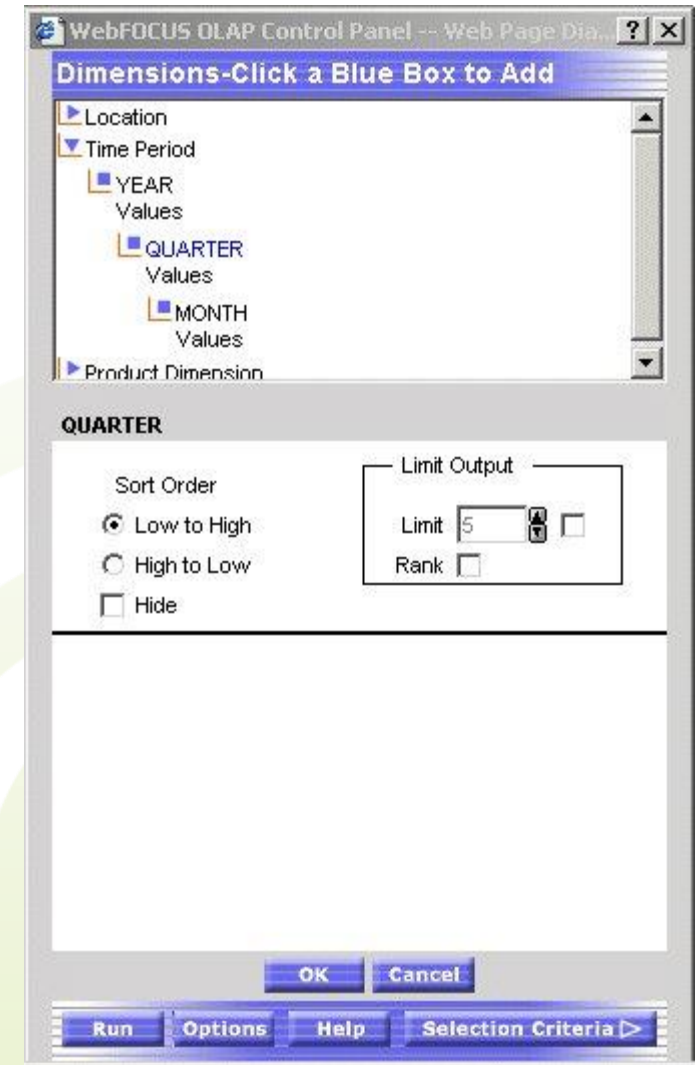 WebFOCUS OLAP Control Panel -- Web Page Dia...
Dimensions-Click a Blue Box to Add
Location
Time Period
YEAR
Values
QUARTER
Values
MONTH
Values
Product Dimension
QUARTER
Sort Order
Low to High
High to Low
Hide
Limit Output
Limit 5
Rank
OK Cancel
Run Options Help Selection Criteria